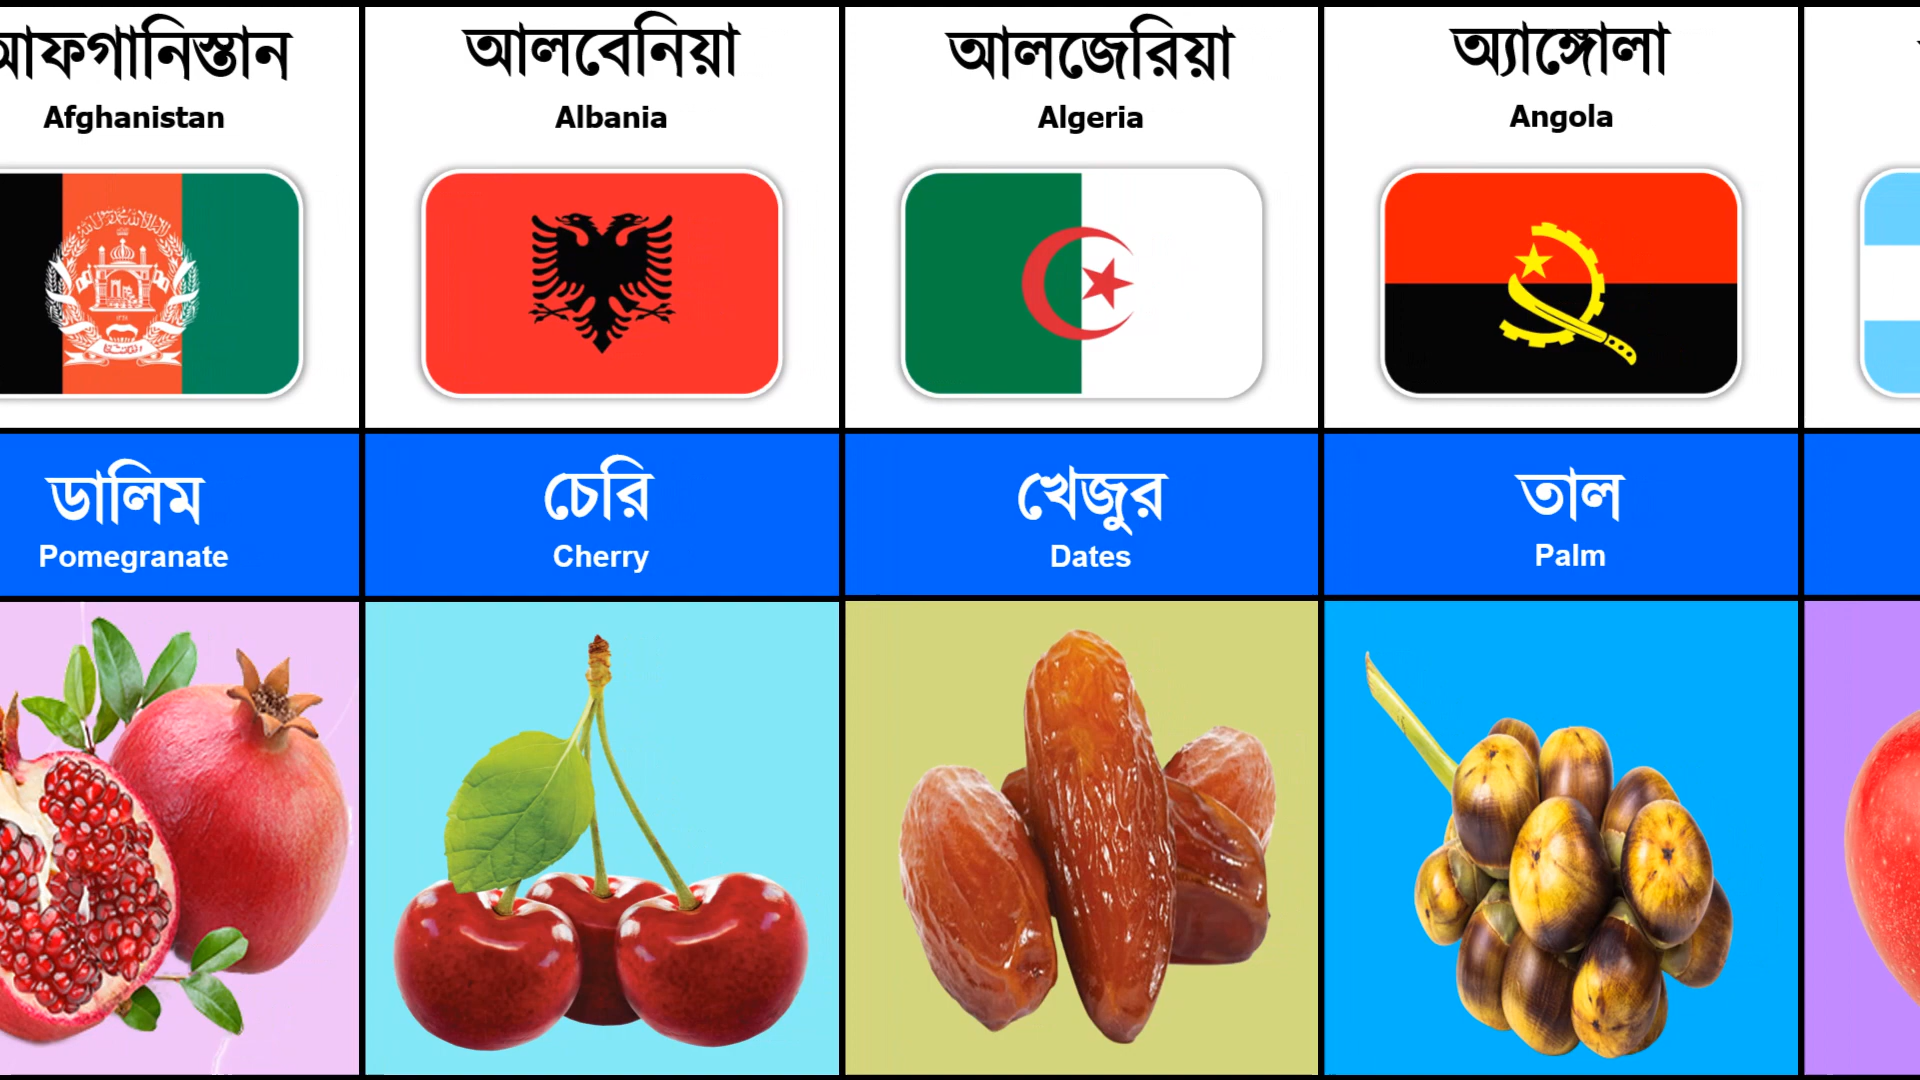 আফগানিস্তান
Afghanistan
ডালিম
Pomegranate
আলবেনিয়া
Albania
চেরি
Cherry
আলজেরিয়া
Algeria
খেজুর
Dates
অ্যাঙ্গোলা
Angola
তাল
Palm